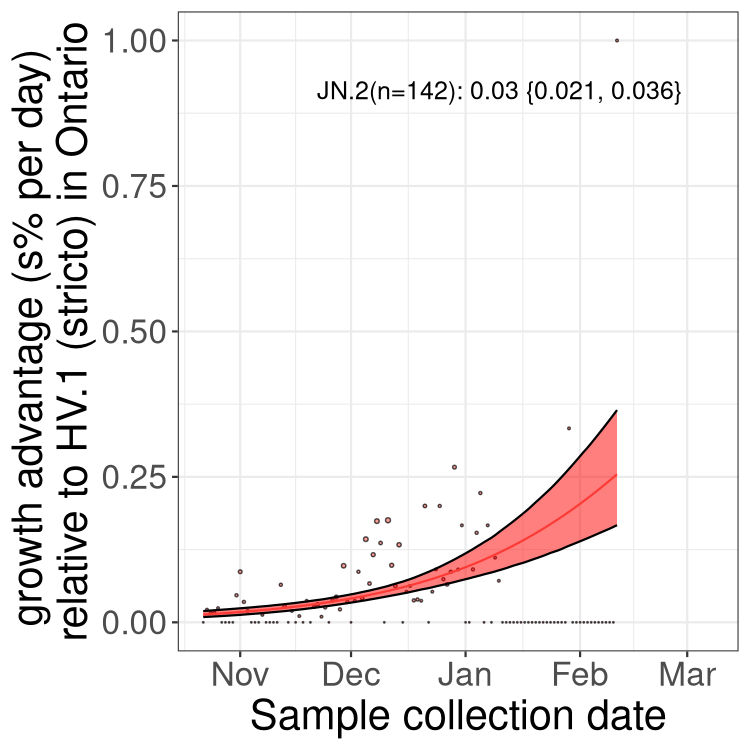 growth advantage (s% per day)
relative to HV.1 (stricto) in Ontario
1.00
0.75
0.50
0.25
0.00
JN.2(n=142): 0.03 {0.021, 0.036}
Nov Dec Jan Feb Mar
Sample collection date